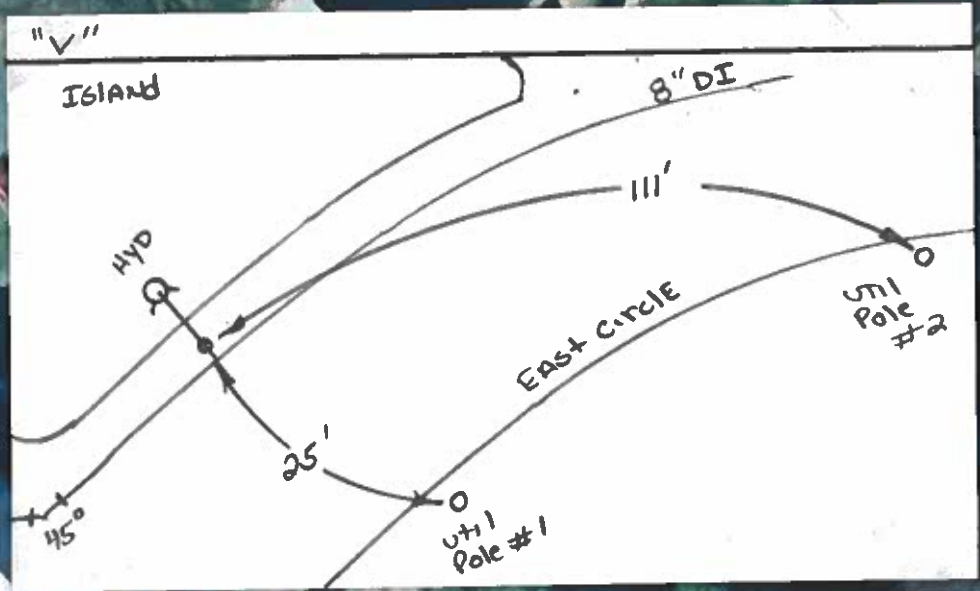 "V"
ISLAND
8" DI
111'
HYD
UTIL
Pole
#2
EAST CIRCLE
25'
UTIL
Pole #1
45°